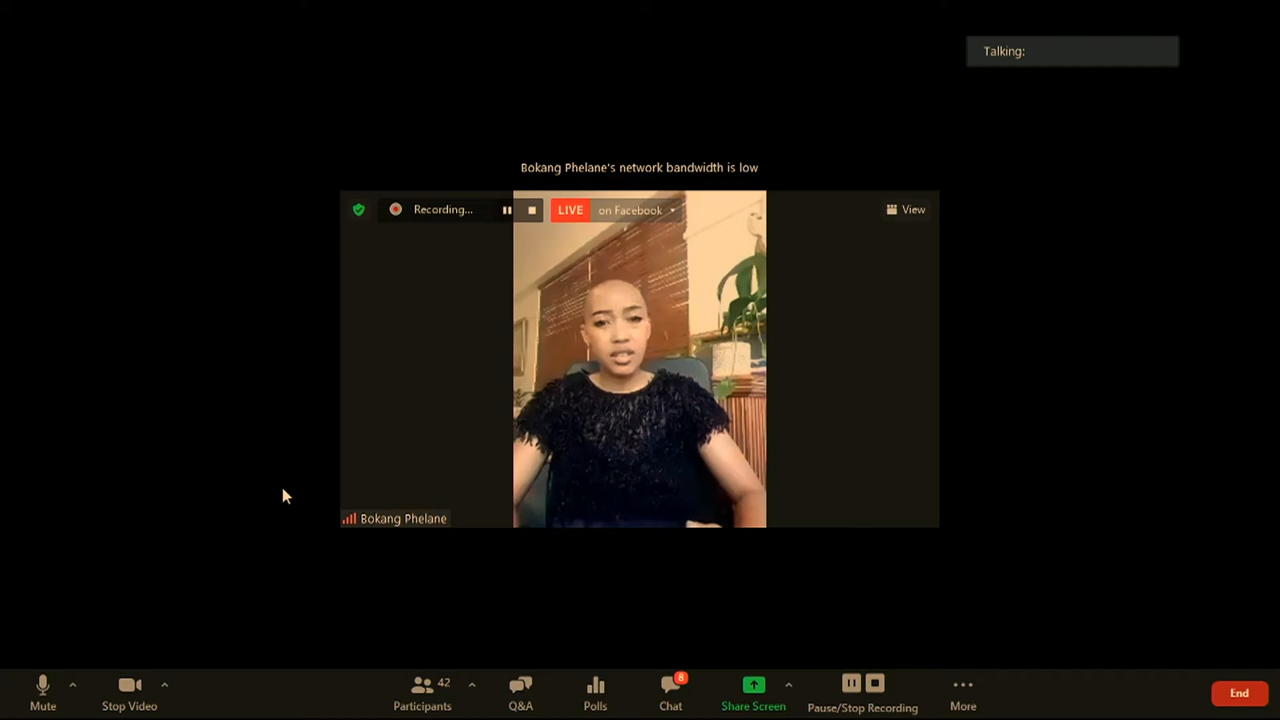 Talking:
Bokang Phelane's network bandwidth is low
Recording...
LIVE on Facebook
View
Bokang Phelane
Mute
Stop Video
Participants 42
Q&A
Polls
Chat 8
Share Screen
Pause/Stop Recording
More
End